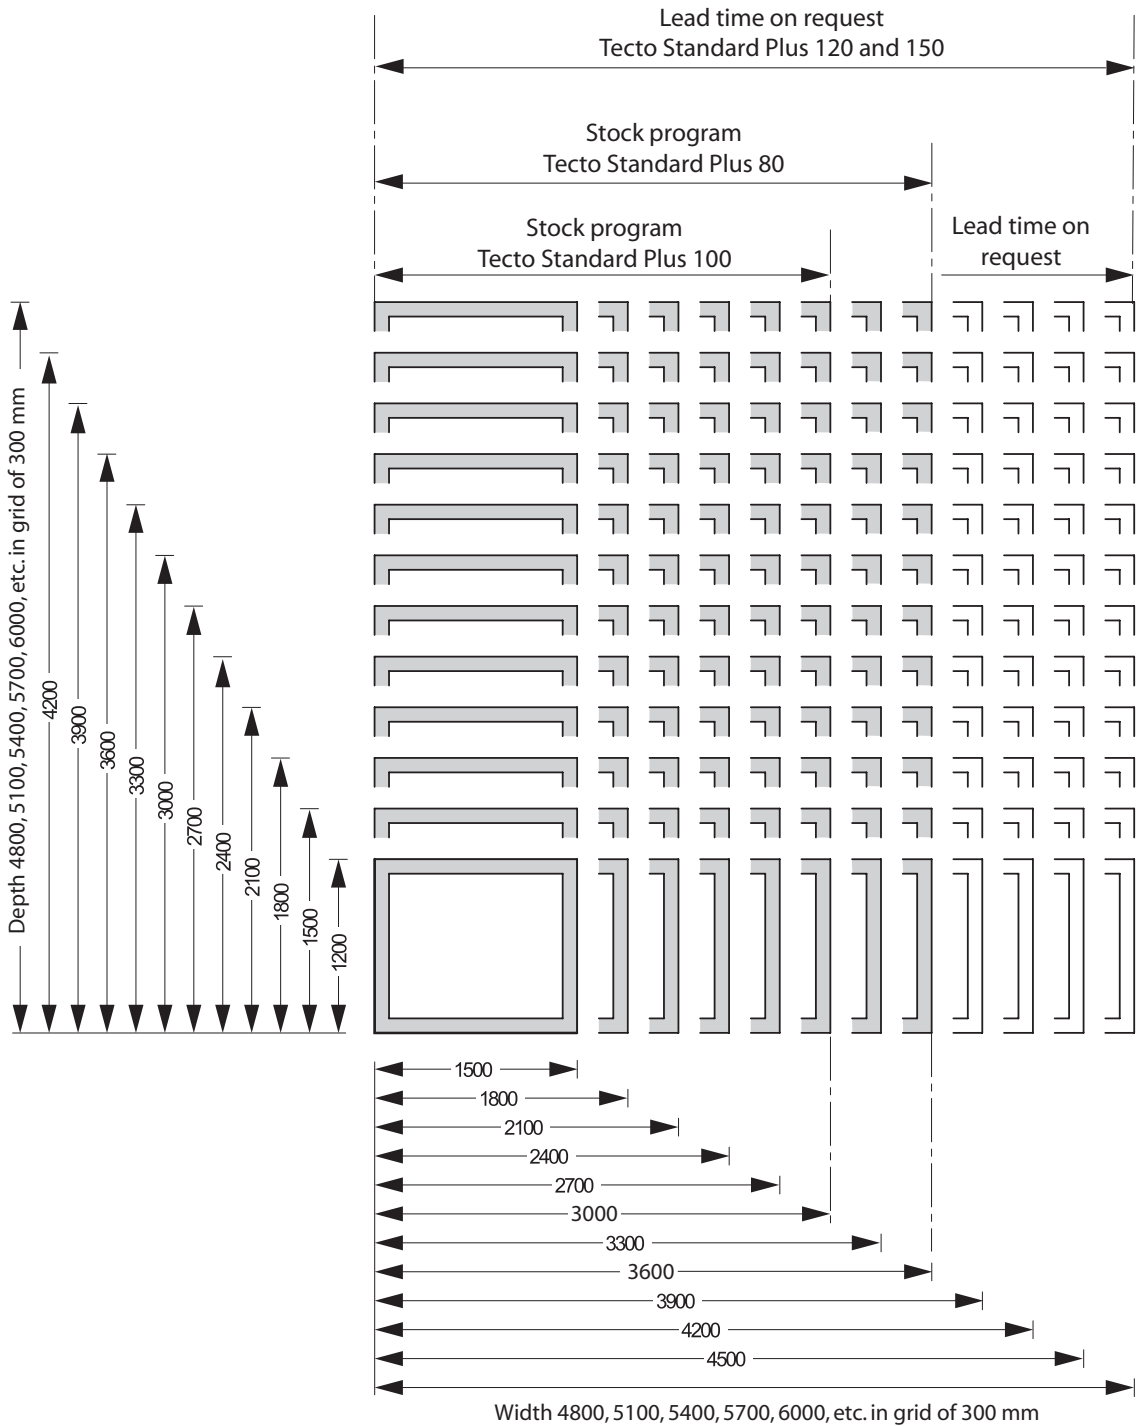 Lead time on request
Tecto Standard Plus 120 and 150
Stock program
Tecto Standard Plus 80
Stock program
Tecto Standard Plus 100
Lead time on
request
Depth 4800, 5100, 5400, 5700, 6000, etc. in grid of 300 mm
4200
3900
3600
3300
3000
2700
2400
2100
1800
1500
1200
1500
1800
2100
2400
2700
3000
3300
3600
3900
4200
4500
Width 4800, 5100, 5400, 5700, 6000, etc. in grid of 300 mm